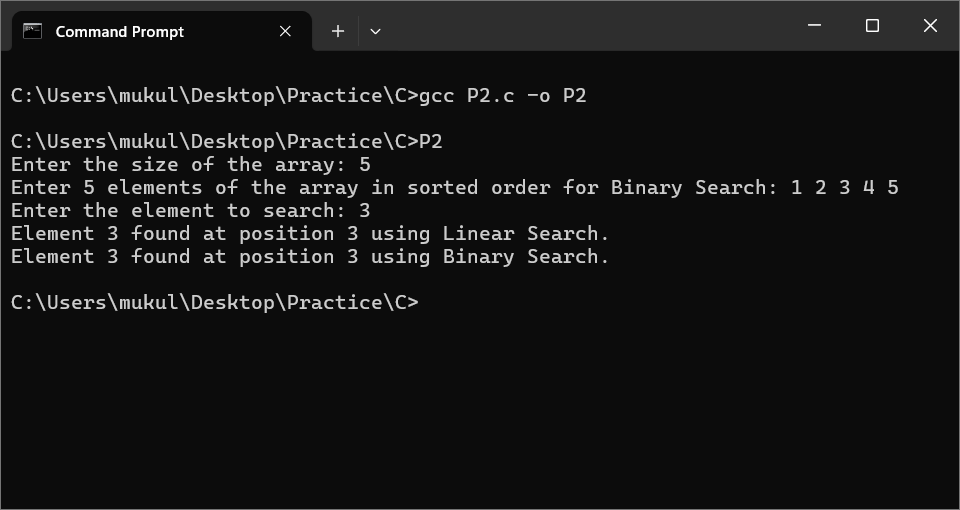 Command Prompt
C:\Users\mukul\Desktop\Practice\C>gcc P2.c -o P2
C:\Users\mukul\Desktop\Practice\C>P2
Enter the size of the array: 5
Enter 5 elements of the array in sorted order for Binary Search: 1 2 3 4 5
Enter the element to search: 3
Element 3 found at position 3 using Linear Search.
Element 3 found at position 3 using Binary Search.
C:\Users\mukul\Desktop\Practice\C>